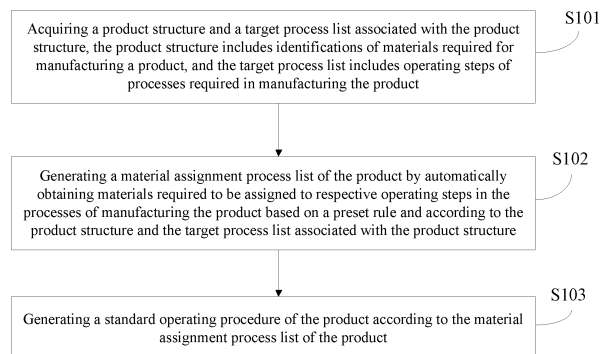 S101
Acquiring a product structure and a target process list associated with the product
structure, the product structure includes identifications of materials required for
manufacturing a product, and the target process list includes operating steps of
processes required in manufacturing the product
S102
Generating a material assignment process list of the product by automatically
obtaining materials required to be assigned to respective operating steps in the
processes of manufacturing the product based on a preset rule and according to the
product structure and the target process list associated with the product structure
S103
Generating a standard operating procedure of the product according to the material
assignment process list of the product